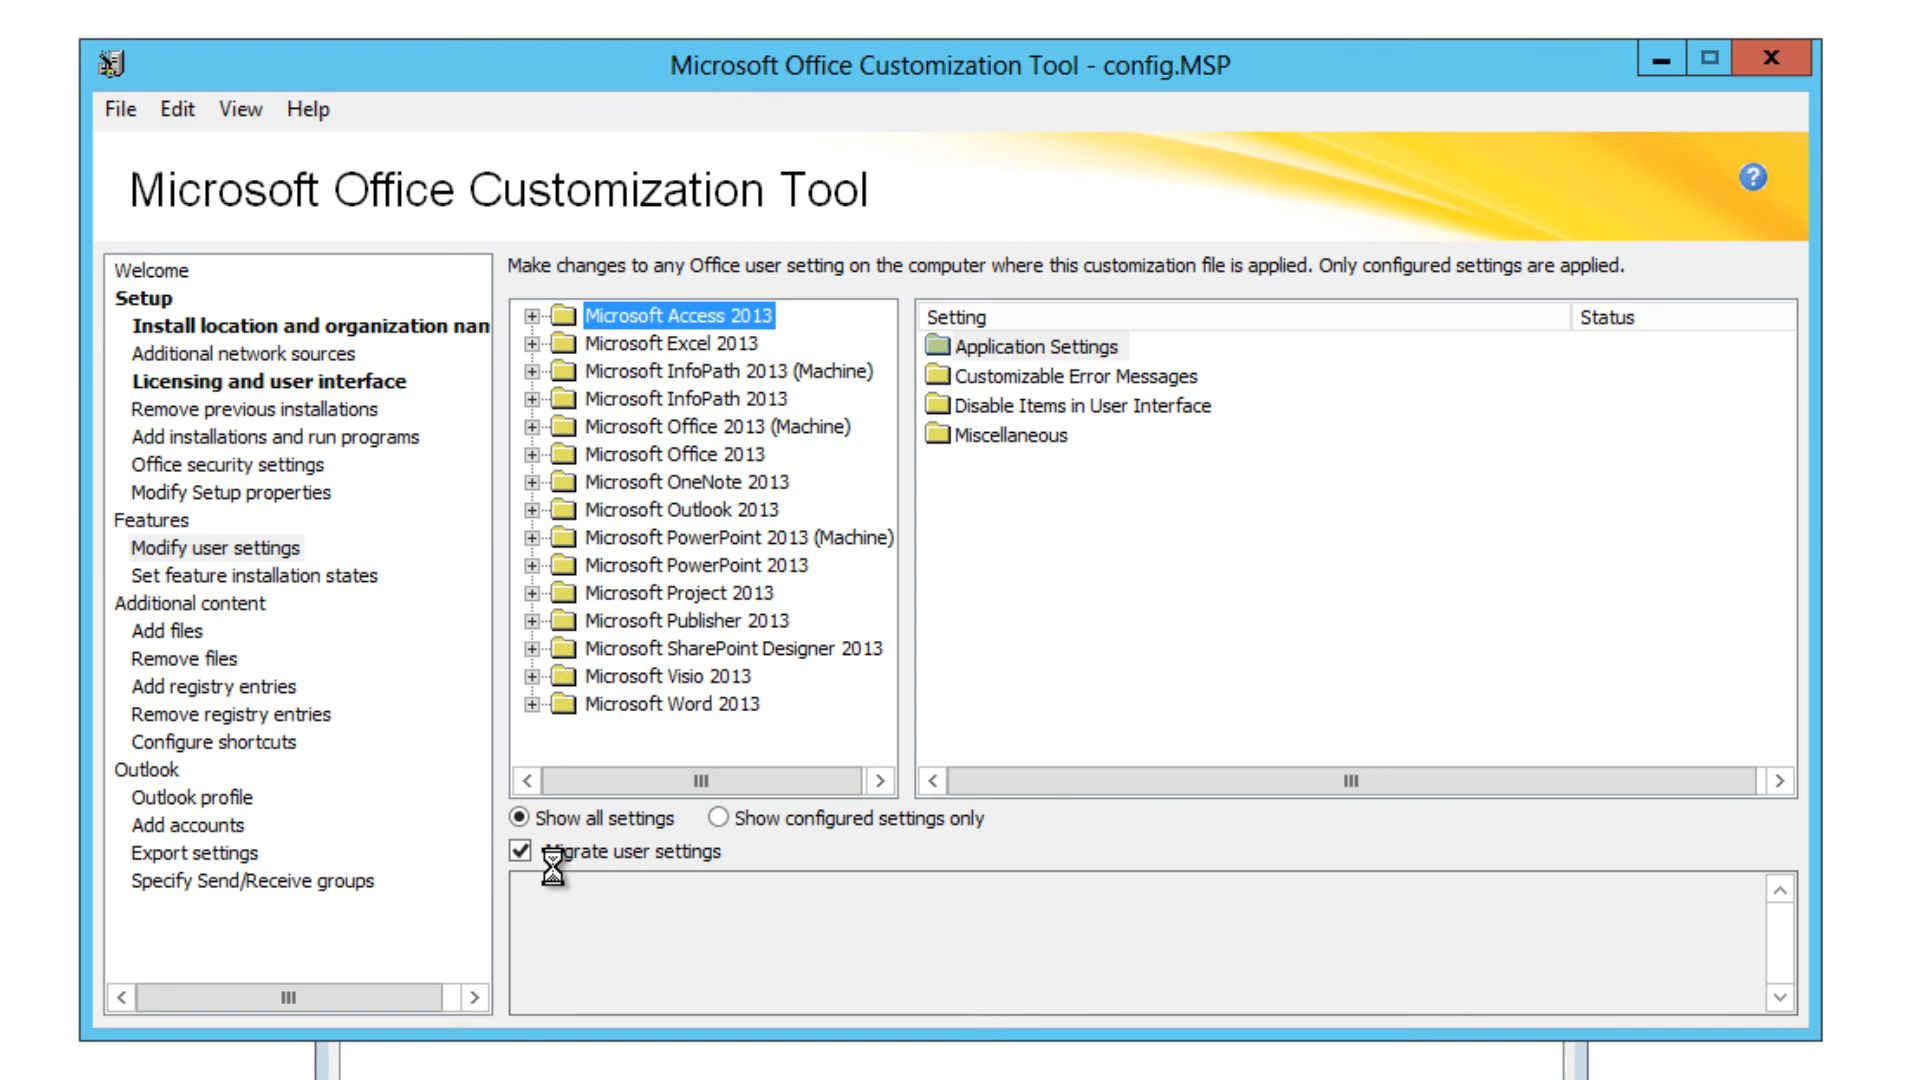 Microsoft Office Customization Tool - config.MSP
X
File Edit View Help
Microsoft Office Customization Tool
?
Welcome
Setup
Install location and organization nan
Additional network sources
Licensing and user interface
Remove previous installations
Add installations and run programs
Office security settings
Modify Setup properties
Features
Modify user settings
Set feature installation states
Additional content
Add files
Remove files
Add registry entries
Remove registry entries
Configure shortcuts
Outlook
Outlook profile
Add accounts
Export settings
Specify Send/Receive groups
Make changes to any Office user setting on the computer where this customization file is applied. Only configured settings are applied.
Microsoft Access 2013
Microsoft Excel 2013
Microsoft InfoPath 2013 (Machine)
Microsoft InfoPath 2013
Microsoft Office 2013 (Machine)
Microsoft Office 2013
Microsoft OneNote 2013
Microsoft Outlook 2013
Microsoft PowerPoint 2013 (Machine)
Microsoft PowerPoint 2013
Microsoft Project 2013
Microsoft Publisher 2013
Microsoft SharePoint Designer 2013
Microsoft Visio 2013
Microsoft Word 2013
Setting Status
Application Settings
Customizable Error Messages
Disable Items in User Interface
Miscellaneous
Show all settings Show configured settings only
user settings